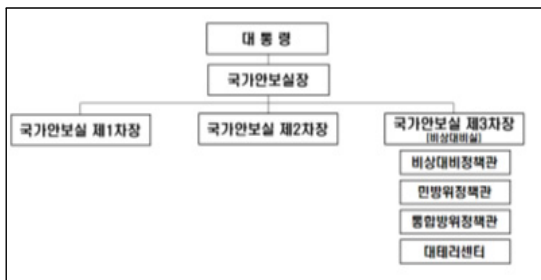 대 통 령
국가안보실장
국가안보실 제1차장
국가안보실 제2차장
국가안보실 제3차장
[비상대비실]
비상대비정책관
민방위정책관
통합방위정책관
대테러센터